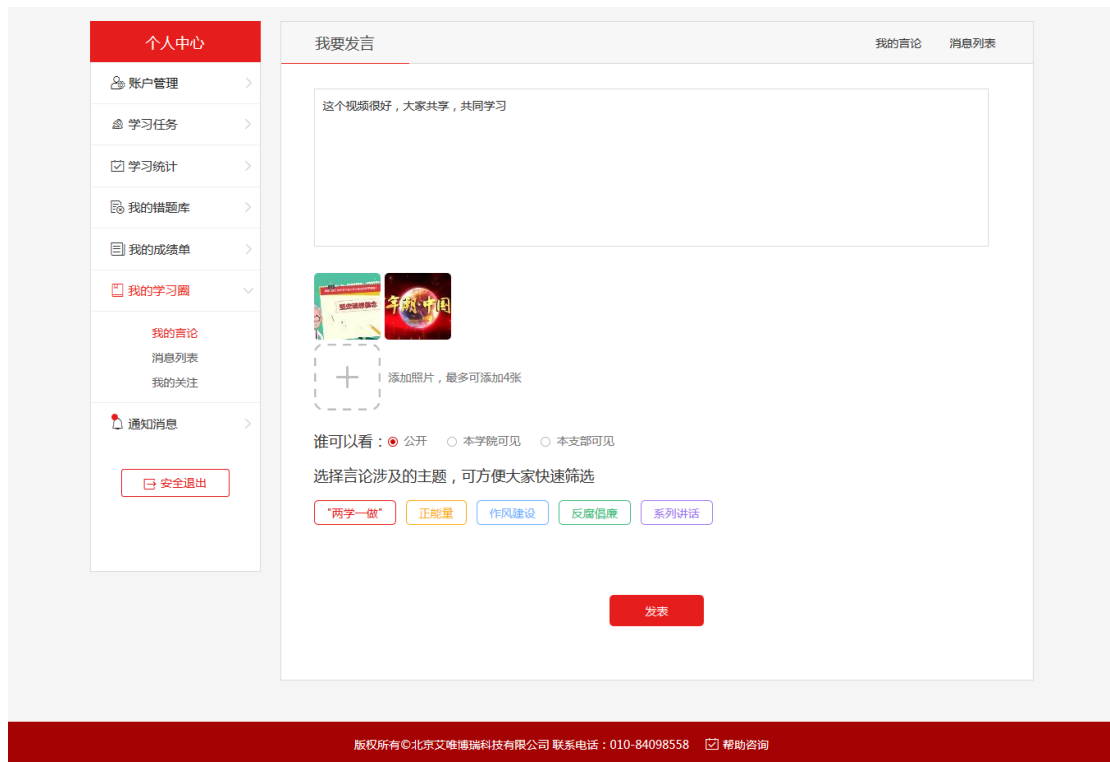 个人中心
账户管理
学习任务
学习统计
我的错题库
我的成绩单
我的学习圈
我的言论
消息列表
我的关注
通知消息
安全退出
我要发言
我的言论 消息列表
这个视频很好，大家共享，共同学习
年潮·中国
添加照片，最多可添加4张
谁可以看：公开 本学院可见 本支部可见
选择言论涉及的主题，可方便大家快速筛选
"两学一做" 正能量 作风建设 反腐倡廉 系列讲话
发表
版权所有©北京艾唯博瑞科技有限公司 联系电话：010-84098558 帮助咨询